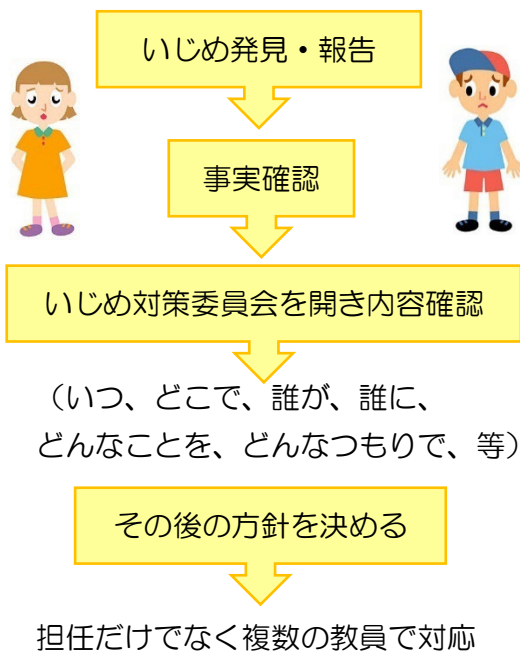 いじめ発見・報告
事実確認
いじめ対策委員会を開き内容確認
（いつ、どこで、誰が、誰に、
どんなことを、どんなつもりで、等）
その後の方針を決める
担任だけでなく複数の教員で対応